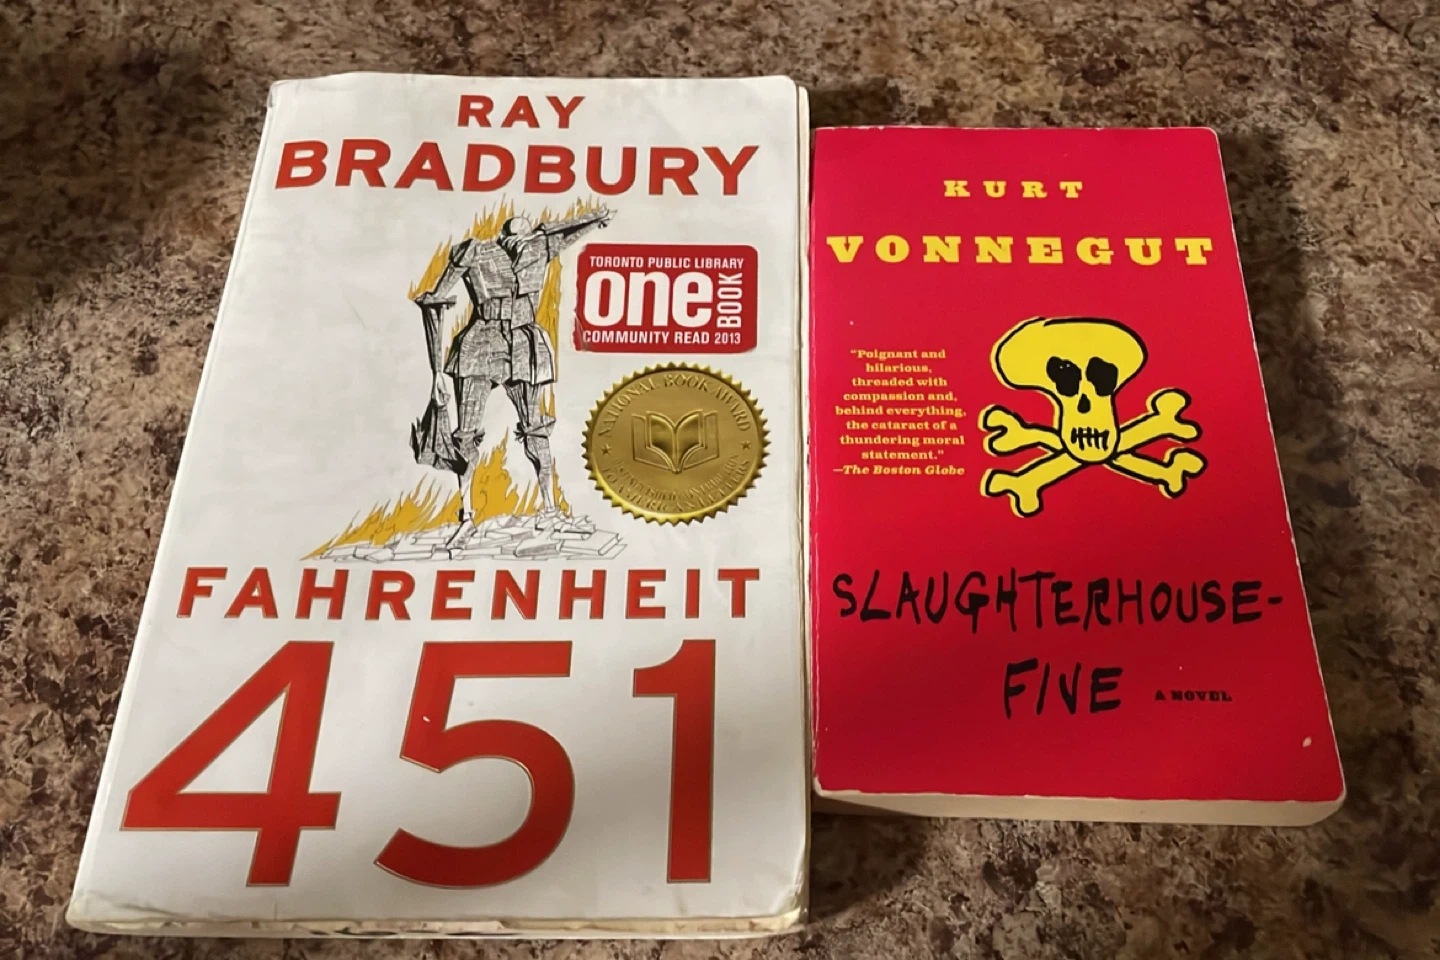 RAY
BRADBURY
TORONTO PUBLIC LIBRARY
one BOOK
COMMUNITY READ 2013
NATIONAL BOOK AWARD
FAHRENHEIT
451
KURT
VONNEGUT
“Poignant and
hilarious,
threaded with
compassion and,
behind everything,
the cataract of a
thundering moral
statement.”
—The Boston Globe
SLAUGHTERHOUSE-
FIVE A NOVEL